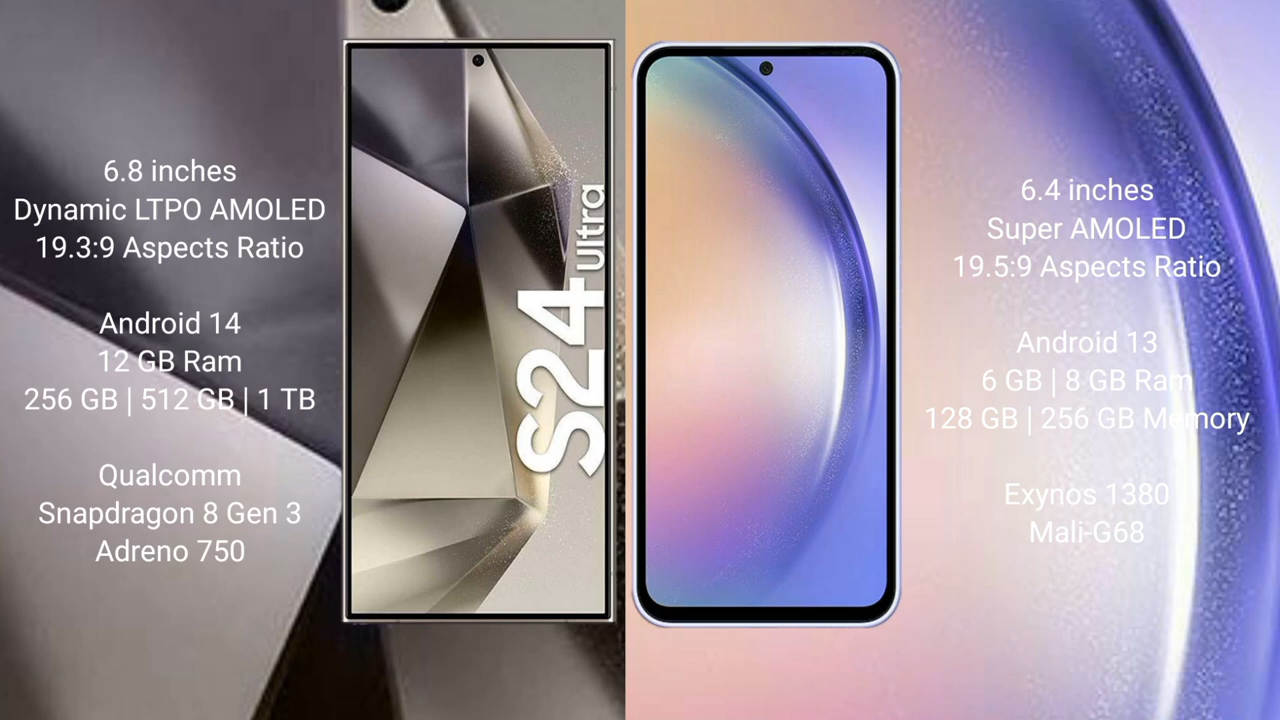 6.8 inches
Dynamic LTPO AMOLED
19.3:9 Aspects Ratio
Android 14
12 GB Ram
256 GB | 512 GB | 1 TB
Qualcomm
Snapdragon 8 Gen 3
Adreno 750
S24 Ultra
6.4 inches
Super AMOLED
19.5:9 Aspects Ratio
Android 13
6 GB | 8 GB Ram
128 GB | 256 GB Memory
Exynos 1380
Mali-G68